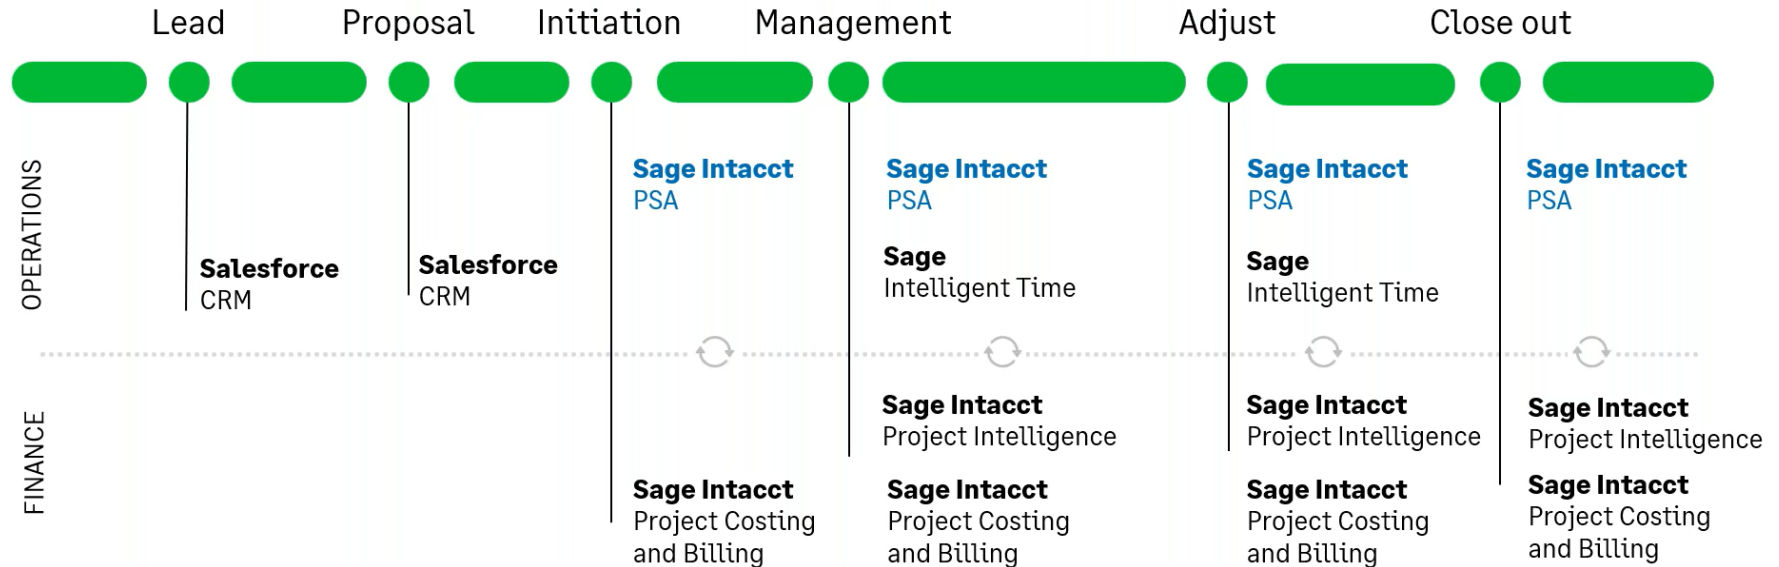 Lead
Proposal
Initiation
Management
Adjust
Close out
OPERATIONS
Salesforce
CRM
Salesforce
CRM
Sage Intacct
PSA
Sage Intacct
PSA
Sage
Intelligent Time
Sage Intacct
PSA
Sage
Intelligent Time
Sage Intacct
PSA
FINANCE
Sage Intacct
Project Costing
and Billing
Sage Intacct
Project Intelligence
Sage Intacct
Project Costing
and Billing
Sage Intacct
Project Intelligence
Sage Intacct
Project Costing
and Billing
Sage Intacct
Project Intelligence
Sage Intacct
Project Costing
and Billing